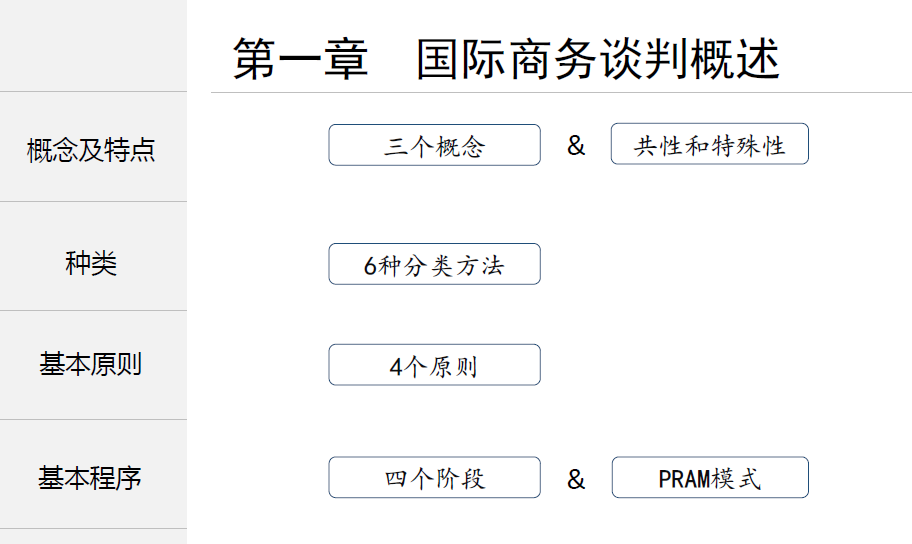 第一章 国际商务谈判概述
概念及特点 三个概念 & 共性和特殊性
种类 6种分类方法
基本原则 4个原则
基本程序 四个阶段 & PRAM模式